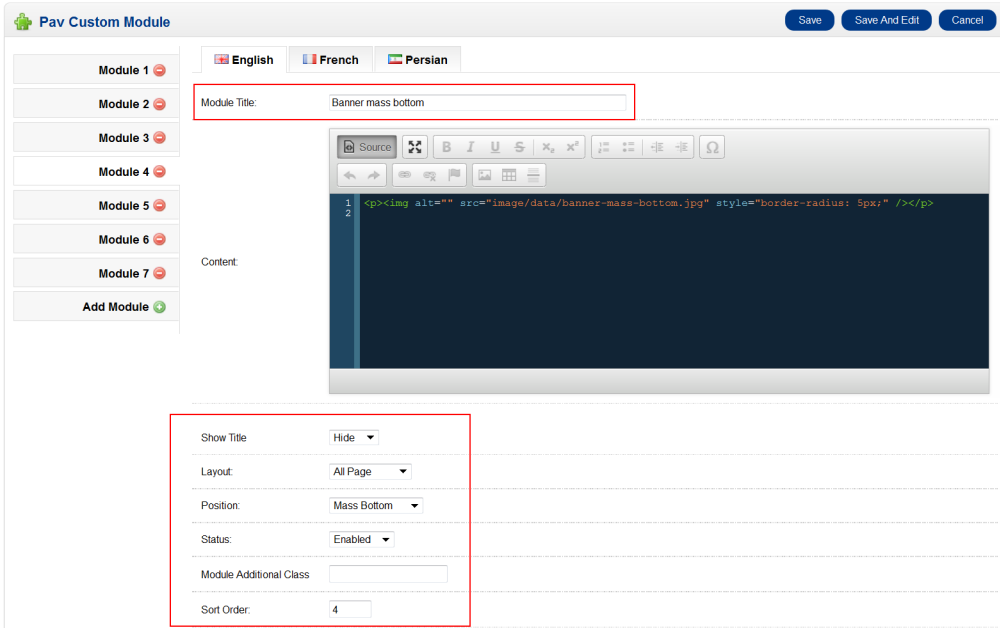 Pav Custom Module
Save
Save And Edit
Cancel
Module 1
Module 2
Module 3
Module 4
Module 5
Module 6
Module 7
Add Module
English
French
Persian
Module Title:
Banner mass bottom
Content:
Source
B I U S x₂ x²
Ω
1 <p><img alt="" src="image/data/banner-mass-bottom.jpg" style="border-radius: 5px;" /></p>
2
Show Title
Hide
Layout:
All Page
Position:
Mass Bottom
Status:
Enabled
Module Additional Class
Sort Order:
4